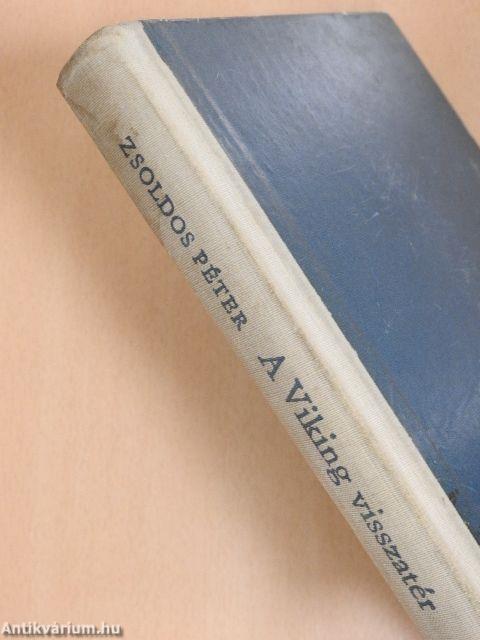 ZSOLDOS PÉTER A Viking visszatér
Antikvárium.hu